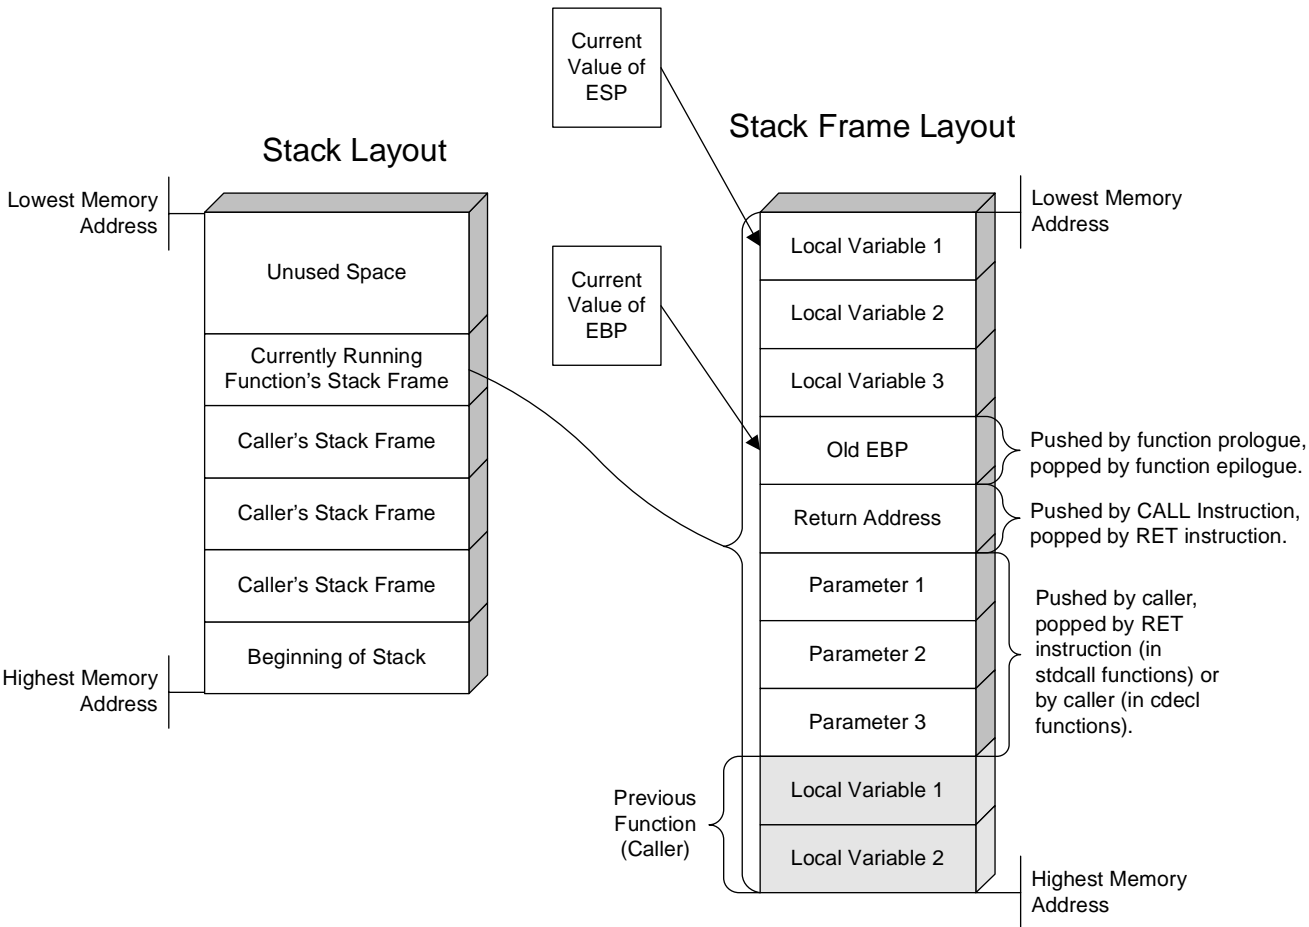 Current
Value of
ESP
Stack Frame Layout
Stack Layout
Lowest Memory
Address
Unused Space
Currently Running
Function's Stack Frame
Caller's Stack Frame
Caller's Stack Frame
Caller's Stack Frame
Beginning of Stack
Highest Memory
Address
Current
Value of
EBP
Lowest Memory
Address
Local Variable 1
Local Variable 2
Local Variable 3
Old EBP
Pushed by function prologue,
popped by function epilogue.
Return Address
Pushed by CALL Instruction,
popped by RET instruction.
Parameter 1
Parameter 2
Parameter 3
Pushed by caller,
popped by RET
instruction (in
stdcall functions) or
by caller (in cdecl
functions).
Previous
Function
(Caller)
Local Variable 1
Local Variable 2
Highest Memory
Address